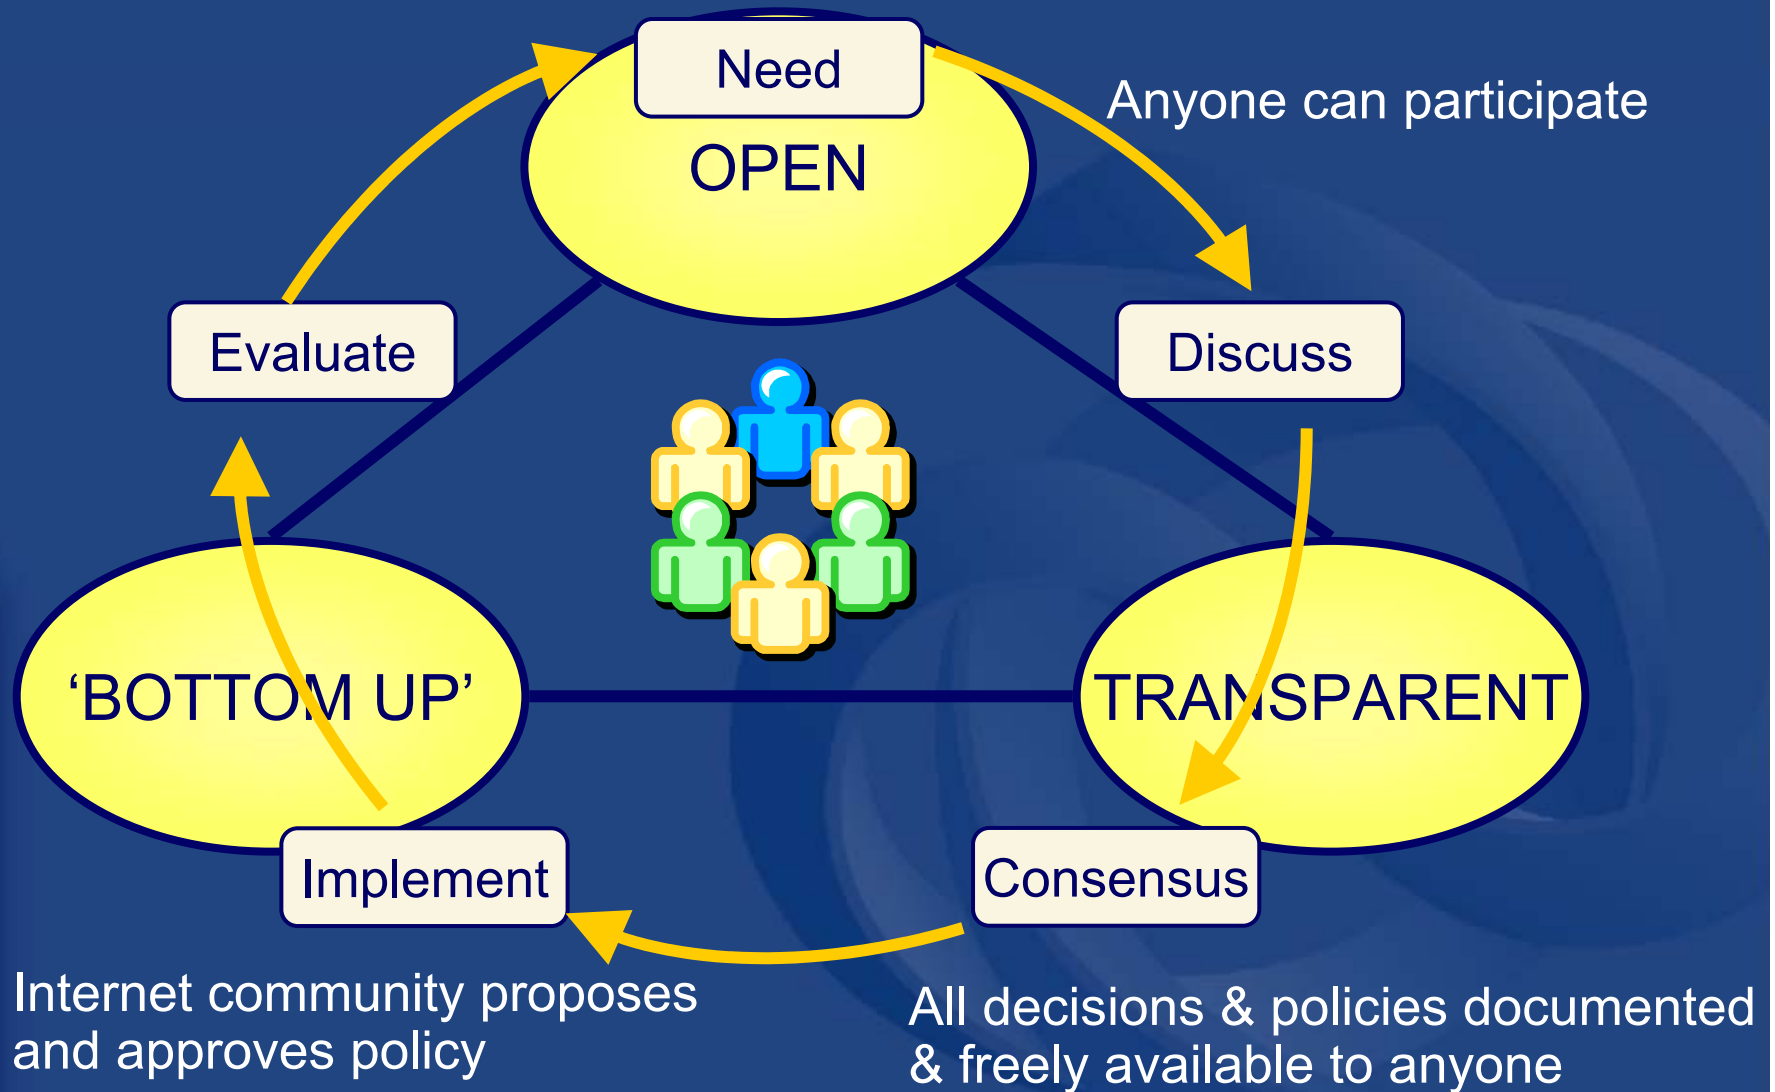 Need
OPEN
Anyone can participate
Evaluate
Discuss
‘BOTTOM UP’
TRANSPARENT
Implement
Consensus
Internet community proposes
and approves policy
All decisions & policies documented
& freely available to anyone